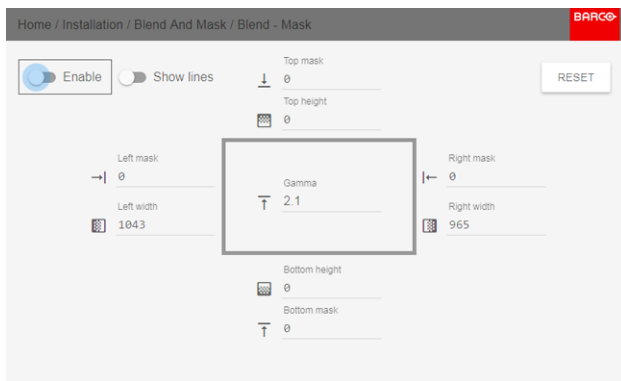 Home / Installation / Blend And Mask / Blend - Mask
BARCO
Enable
Show lines
RESET
Top mask
0
Top height
0
Left mask
0
Left width
1043
Gamma
2.1
Right mask
0
Right width
965
Bottom height
0
Bottom mask
0